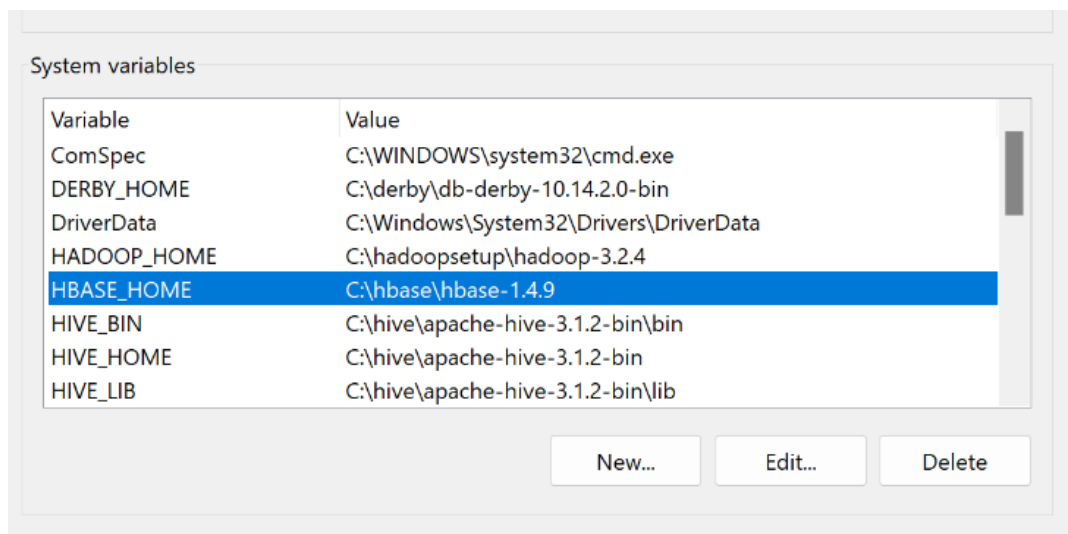 System variables
Variable Value
ComSpec C:\WINDOWS\system32\cmd.exe
DERBY_HOME C:\derby\db-derby-10.14.2.0-bin
DriverData C:\Windows\System32\Drivers\DriverData
HADOOP_HOME C:\hadoopsetup\hadoop-3.2.4
HBASE_HOME C:\hbase\hbase-1.4.9
HIVE_BIN C:\hive\apache-hive-3.1.2-bin\bin
HIVE_HOME C:\hive\apache-hive-3.1.2-bin
HIVE_LIB C:\hive\apache-hive-3.1.2-bin\lib
New... Edit... Delete